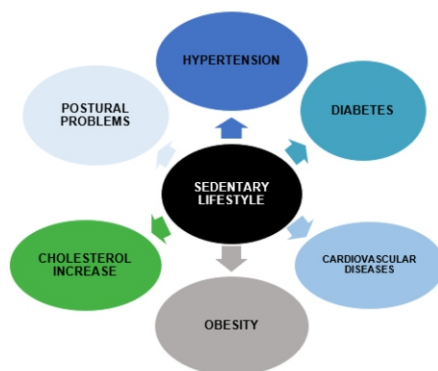 HYPERTENSION
POSTURAL
PROBLEMS
DIABETES
SEDENTARY
LIFESTYLE
CHOLESTEROL
INCREASE
CARDIOVASCULAR
DISEASES
OBESITY